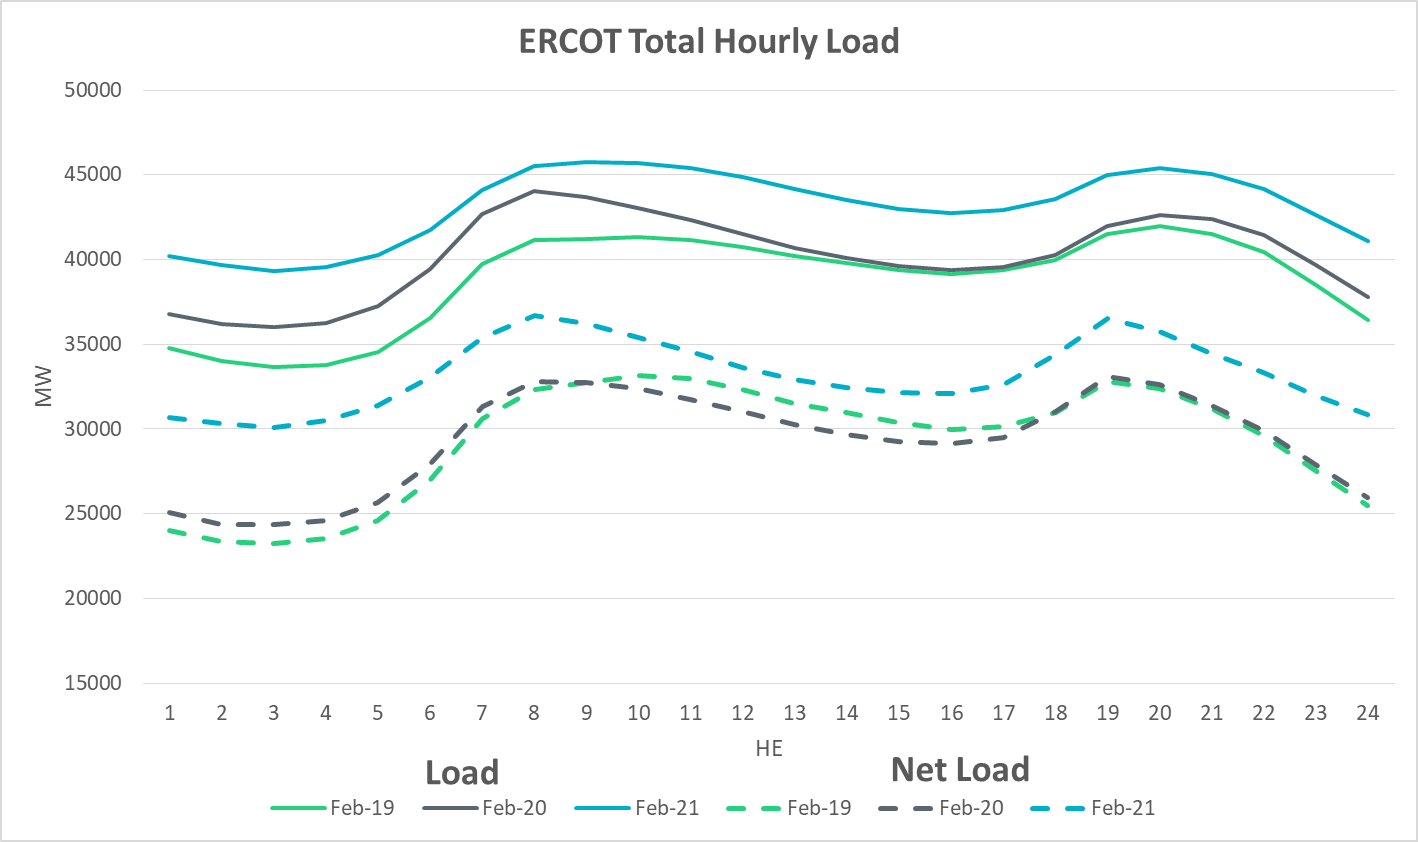 ERCOT Total Hourly Load
50000
45000
40000
35000
30000
25000
20000
15000
MW
1 2 3 4 5 6 7 8 9 10 11 12 13 14 15 16 17 18 19 20 21 22 23 24
HE
Load Net Load
Feb-19 Feb-20 Feb-21 Feb-19 Feb-20 Feb-21